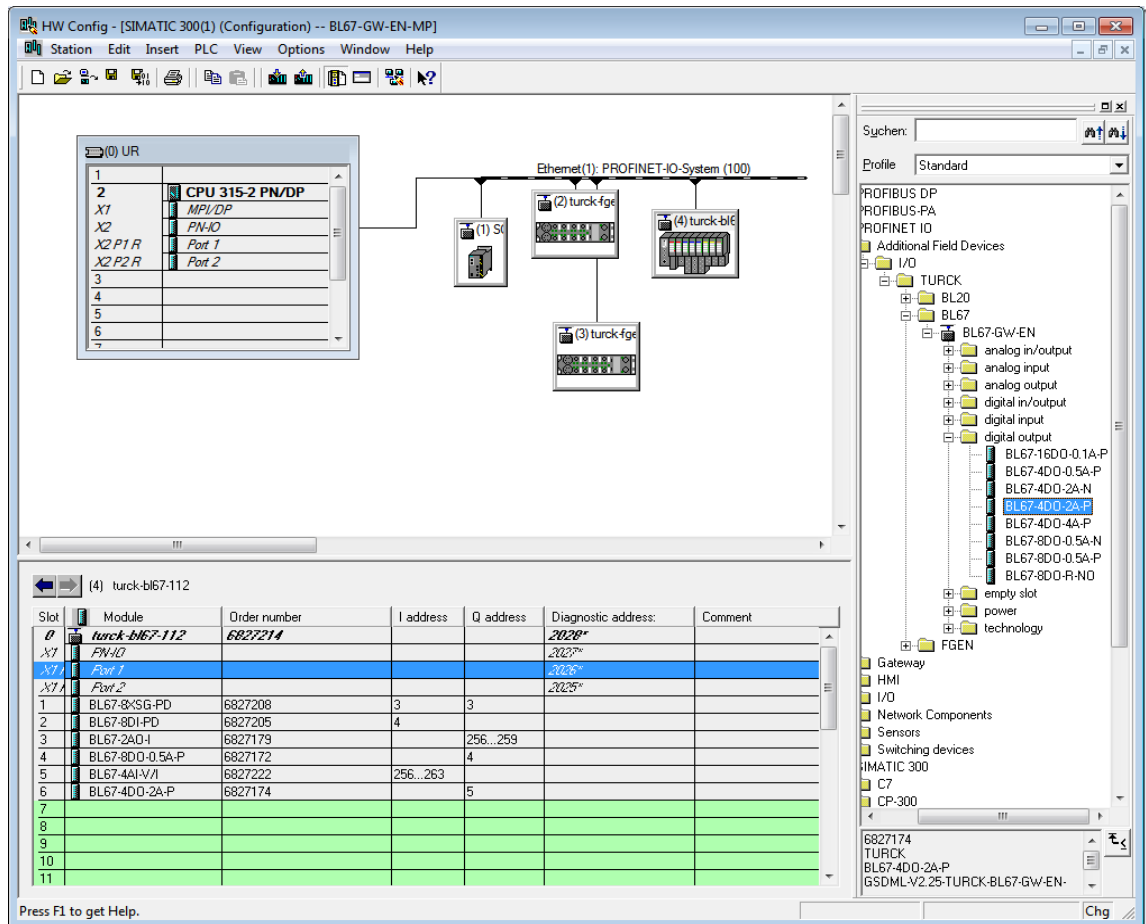 HW Config - [SIMATIC 300(1) (Configuration) -- BL67-GW-EN-MP]
Station Edit Insert PLC View Options Window Help
(0) UR
1
2 CPU 315-2 PN/DP
X1 MPI/DP
X2 PN-IO
X2 P1 R Port 1
X2 P2 R Port 2
3
4
5
6
7
Ethernet(1): PROFINET-IO-System (100)
(1) S
(2) turck-fge
(4) turck-bl6
(3) turck-fge
Suchen:
Profile Standard
PROFIBUS DP
PROFIBUS-PA
PROFINET IO
Additional Field Devices
I/O
TURCK
BL20
BL67
BL67-GW-EN
analog in/output
analog input
analog output
digital in/output
digital input
digital output
BL67-16DO-0.1A-P
BL67-4DO-0.5A-P
BL67-4DO-2A-N
BL67-4DO-2A-P
BL67-4DO-4A-P
BL67-8DO-0.5A-N
BL67-8DO-0.5A-P
BL67-8DO-R-NO
empty slot
power
technology
FGEN
Gateway
HMI
I/O
Network Components
Sensors
Switching devices
SIMATIC 300
C7
CP-300
6827174
TURCK
BL67-4DO-2A-P
GSDML-V2.25-TURCK-BL67-GW-EN-
(4) turck-bl67-112
Slot Module Order number I address Q address Diagnostic address: Comment
0 turck-bl67-112 6827214 2028*
X1 PN-IO 2027*
X1 Port 1 2026*
X1 Port 2 2025*
1 BL67-8XSG-PD 6827208 3 3
2 BL67-8DI-PD 6827205 4
3 BL67-2AO-I 6827179 256...259
4 BL67-8DO-0.5A-P 6827172 4
5 BL67-4AI-V/I 6827222 256...263
6 BL67-4DO-2A-P 6827174 5
7
8
9
10
11
Press F1 to get Help. Chg